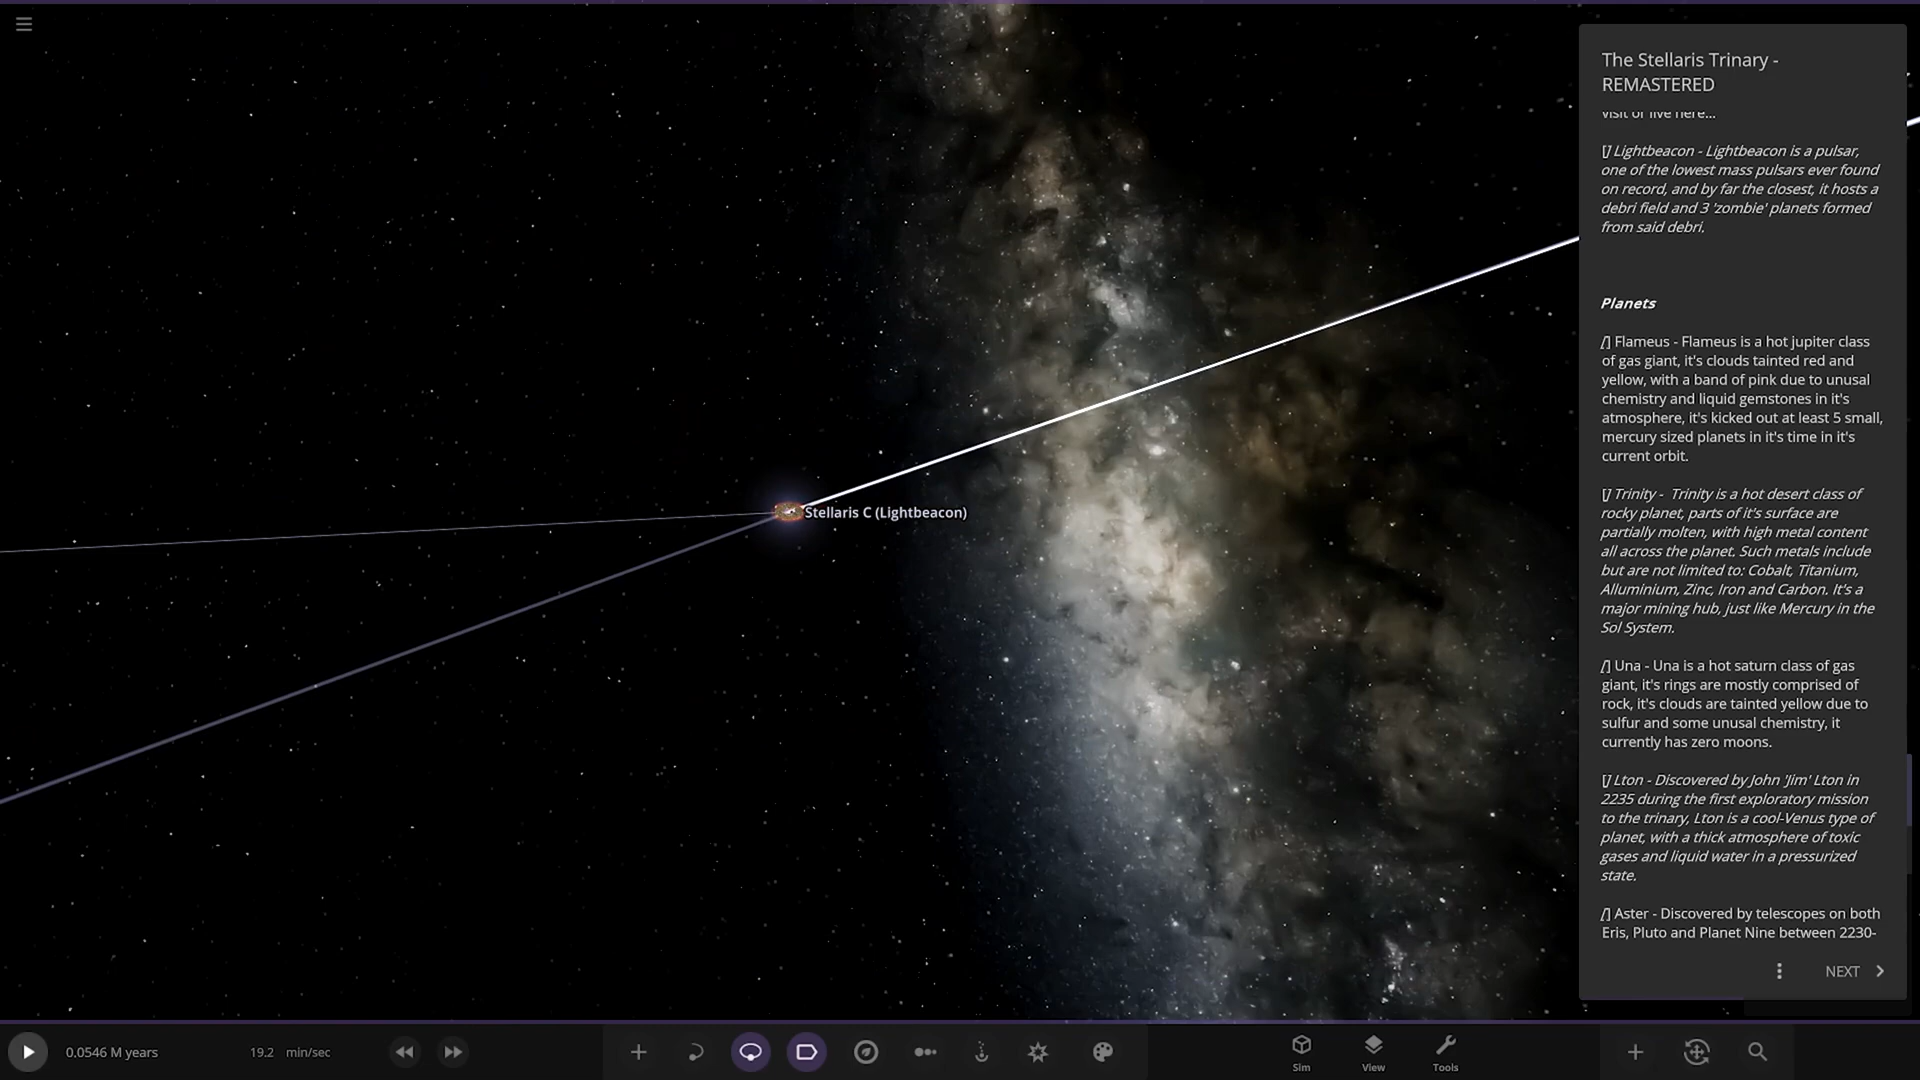 The Stellaris Trinary -
REMASTERED
visit or live here...
[] Lightbeacon - Lightbeacon is a pulsar,
one of the lowest mass pulsars ever found
on record, and by far the closest, it hosts a
debri field and 3 'zombie' planets formed
from said debri.
Planets
[] Flameus - Flameus is a hot jupiter class
of gas giant, it's clouds tainted red and
yellow, with a band of pink due to unusal
chemistry and liquid gemstones in it's
atmosphere, it's kicked out at least 5 small,
mercury sized planets in it's time in it's
current orbit.
[] Trinity -  Trinity is a hot desert class of
rocky planet, parts of it's surface are
partially molten, with high metal content
all across the planet. Such metals include
but are not limited to: Cobalt, Titanium,
Alluminium, Zinc, Iron and Carbon. It's a
major mining hub, just like Mercury in the
Sol System.
[] Una - Una is a hot saturn class of gas
giant, it's rings are mostly comprised of
rock, it's clouds are tainted yellow due to
sulfur and some unusal chemistry, it
currently has zero moons.
[] Lton - Discovered by John 'Jim' Lton in
2235 during the first exploratory mission
to the trinary, Lton is a cool-Venus type of
planet, with a thick atmosphere of toxic
gases and liquid water in a pressurized
state.
[] Aster - Discovered by telescopes on both
Eris, Pluto and Planet Nine between 2230-
NEXT
Stellaris C (Lightbeacon)
0.0546 M years
19.2 min/sec
Sim
View
Tools